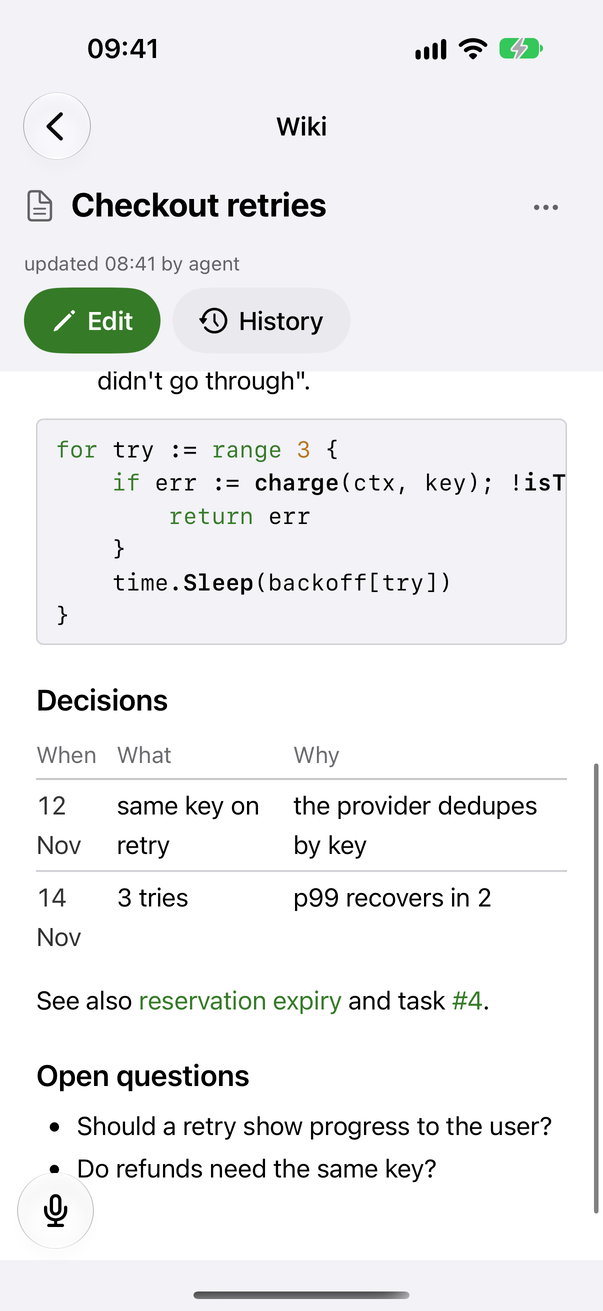 09:41
Wiki
Checkout retries
updated 08:41 by agent
Edit
History
didn't go through".
for try := range 3 {
    if err := charge(ctx, key); !isT
        return err
    }
    time.Sleep(backoff[try])
}
Decisions
When What Why
12 Nov same key on retry the provider dedupes by key
14 Nov 3 tries p99 recovers in 2
See also reservation expiry and task #4.
Open questions
• Should a retry show progress to the user?
• Do refunds need the same key?